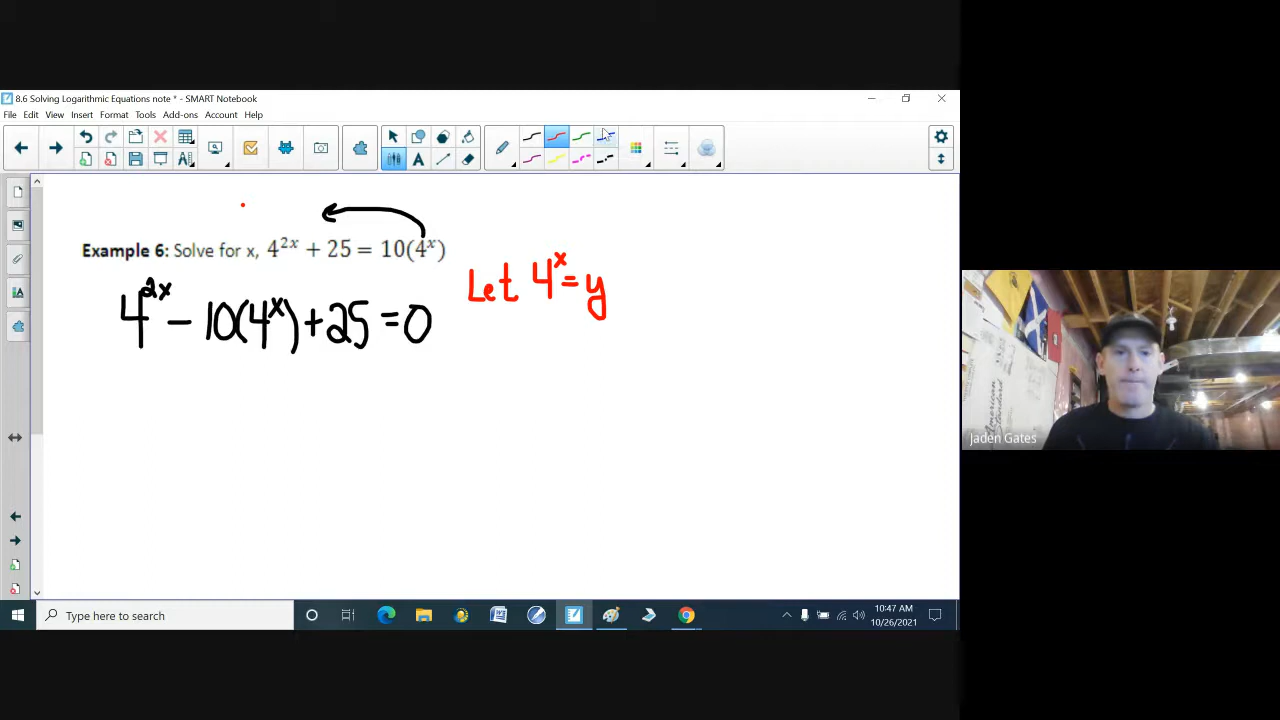 8.6 Solving Logarithmic Equations note * - SMART Notebook
File Edit View Insert Format Tools Add-ons Account Help
Example 6: Solve for x, 4^{2x} + 25 = 10(4^x)
Let 4^x = y
4^{2x} - 10(4^x) + 25 = 0
American
Standard
Jaden Gates
Type here to search
10:47 AM
10/26/2021